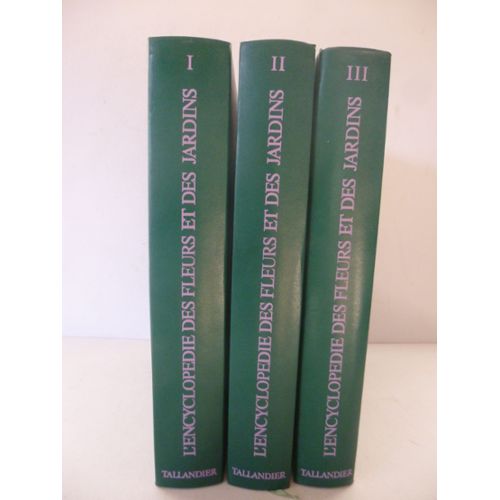 I
L'ENCYCLOPEDIE DES FLEURS ET DES JARDINS
TALLANDIER
II
L'ENCYCLOPEDIE DES FLEURS ET DES JARDINS
TALLANDIER
III
L'ENCYCLOPEDIE DES FLEURS ET DES JARDINS
TALLANDIER